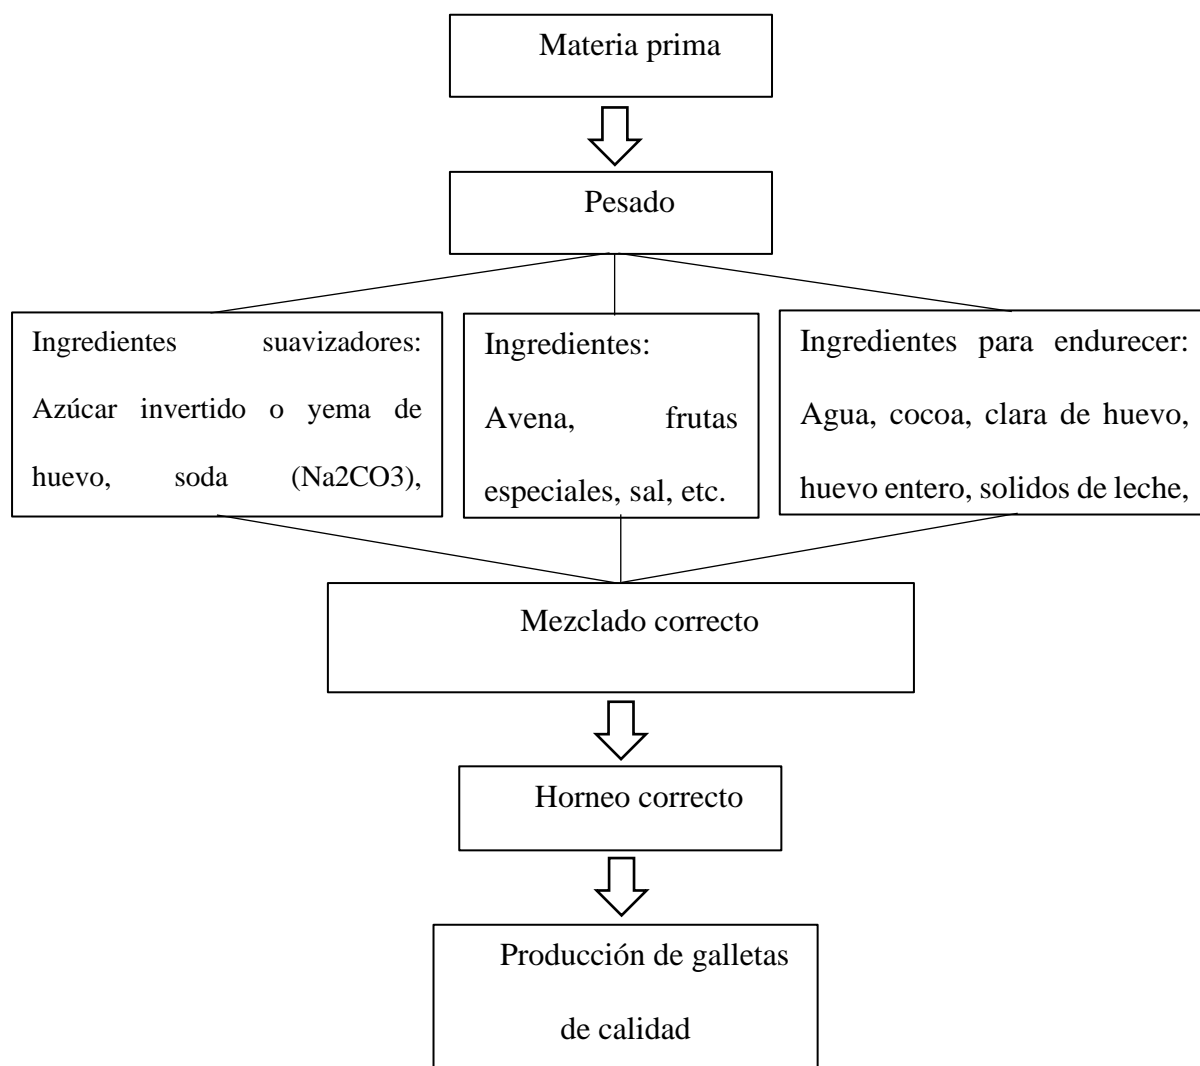 Materia prima
Pesado
Ingredientes suavizadores:
Azúcar invertido o yema de
huevo, soda (Na2CO3),
Ingredientes:
Avena, frutas
especiales, sal, etc.
Ingredientes para endurecer:
Agua, cocoa, clara de huevo,
huevo entero, solidos de leche,
Mezclado correcto
Horneo correcto
Producción de galletas
de calidad